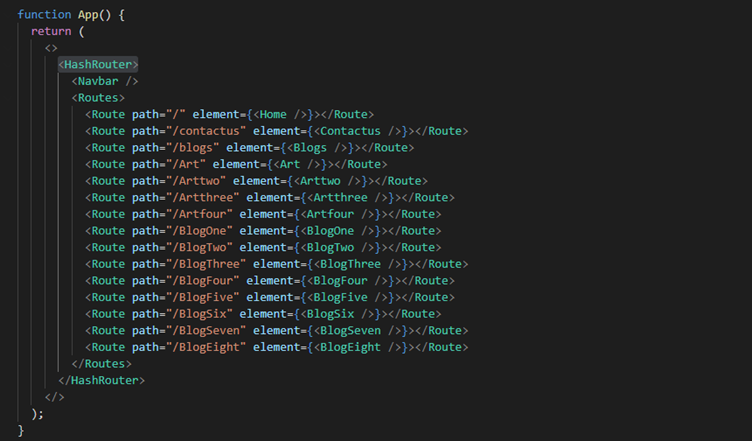 function App() {
return (
<>
<HashRouter>
<Navbar />
<Routes>
<Route path="/" element={<Home />}></Route>
<Route path="/contactus" element={<Contactus />}></Route>
<Route path="/blogs" element={<Blogs />}></Route>
<Route path="/Art" element={<Art />}></Route>
<Route path="/Arttwo" element={<Arttwo />}></Route>
<Route path="/Artthree" element={<Artthree />}></Route>
<Route path="/Artfour" element={<Artfour />}></Route>
<Route path="/BlogOne" element={<BlogOne />}></Route>
<Route path="/BlogTwo" element={<BlogTwo />}></Route>
<Route path="/BlogThree" element={<BlogThree />}></Route>
<Route path="/BlogFour" element={<BlogFour />}></Route>
<Route path="/BlogFive" element={<BlogFive />}></Route>
<Route path="/BlogSix" element={<BlogSix />}></Route>
<Route path="/BlogSeven" element={<BlogSeven />}></Route>
<Route path="/BlogEight" element={<BlogEight />}></Route>
</Routes>
</HashRouter>
</>
);
}